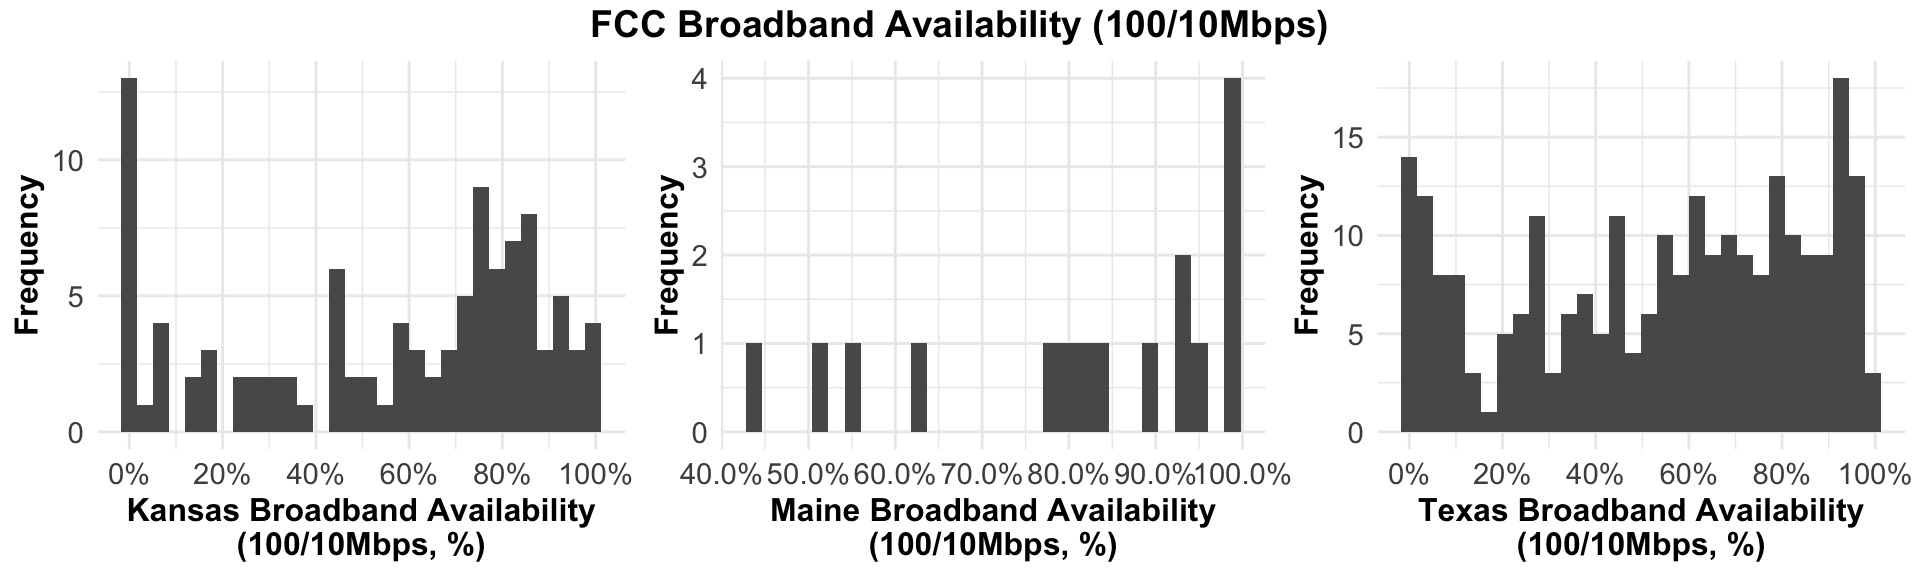 FCC Broadband Availability (100/10Mbps)
Frequency
10
5
0
0% 20% 40% 60% 80% 100%
Kansas Broadband Availability
(100/10Mbps, %)
Frequency
4
3
2
1
0
40.0% 50.0% 60.0% 70.0% 80.0% 90.0% 100.0%
Maine Broadband Availability
(100/10Mbps, %)
Frequency
15
10
5
0
0% 20% 40% 60% 80% 100%
Texas Broadband Availability
(100/10Mbps, %)